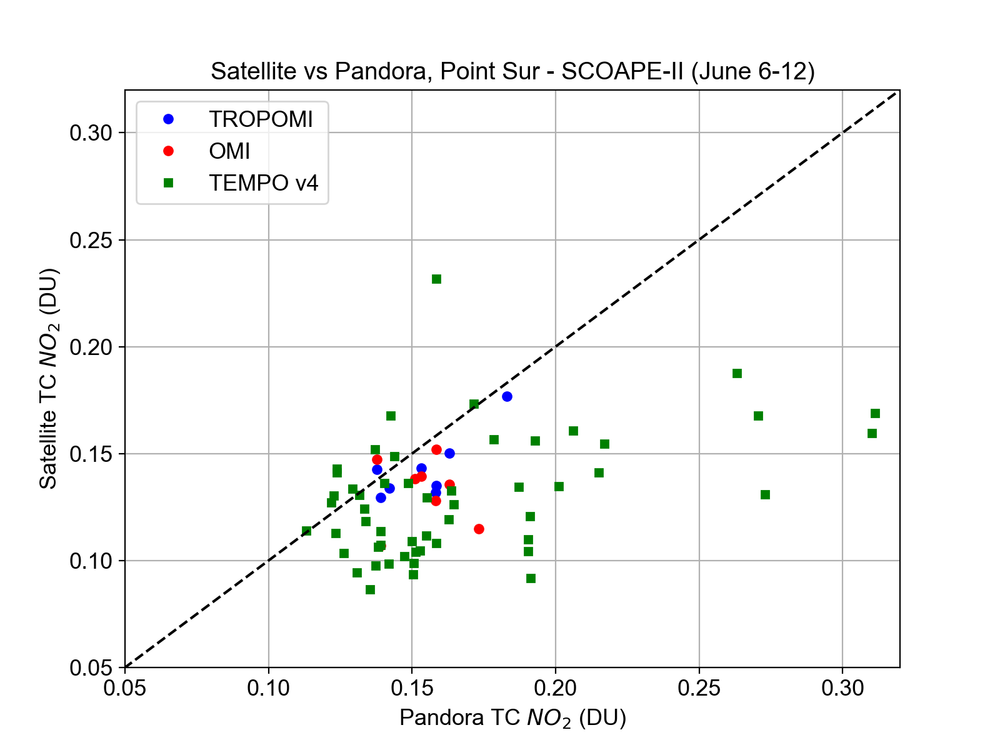 Satellite vs Pandora, Point Sur - SCOAPE-II (June 6-12)
TROPOMI
OMI
TEMPO v4
0.30
0.25
0.20
0.15
0.10
0.05
Satellite TC NO₂ (DU)
0.05 0.10 0.15 0.20 0.25 0.30
Pandora TC NO₂ (DU)